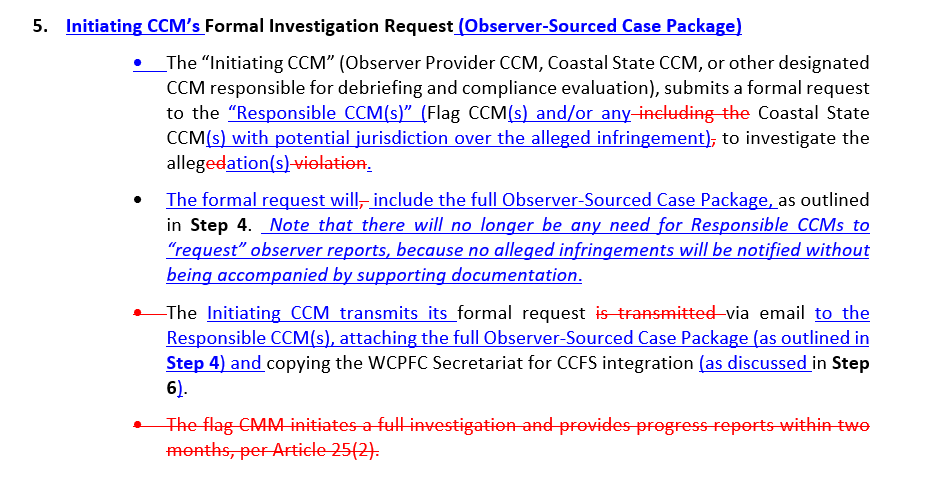 5. Initiating CCM's Formal Investigation Request (Observer-Sourced Case Package)
• The “Initiating CCM” (Observer Provider CCM, Coastal State CCM, or other designated
CCM responsible for debriefing and compliance evaluation), submits a formal request
to the “Responsible CCM(s)” (Flag CCM(s) and/or any including the Coastal State
CCM(s) with potential jurisdiction over the alleged infringement), to investigate the
allegedation(s) violation.
• The formal request will, include the full Observer-Sourced Case Package, as outlined
in Step 4. Note that there will no longer be any need for Responsible CCMs to
“request” observer reports, because no alleged infringements will be notified without
being accompanied by supporting documentation.
• The Initiating CCM transmits its formal request is transmitted via email to the
Responsible CCM(s), attaching the full Observer-Sourced Case Package (as outlined in
Step 4) and copying the WCPFC Secretariat for CCFS integration (as discussed in Step
6).
• The flag CMM initiates a full investigation and provides progress reports within two
months, per Article 25(2).